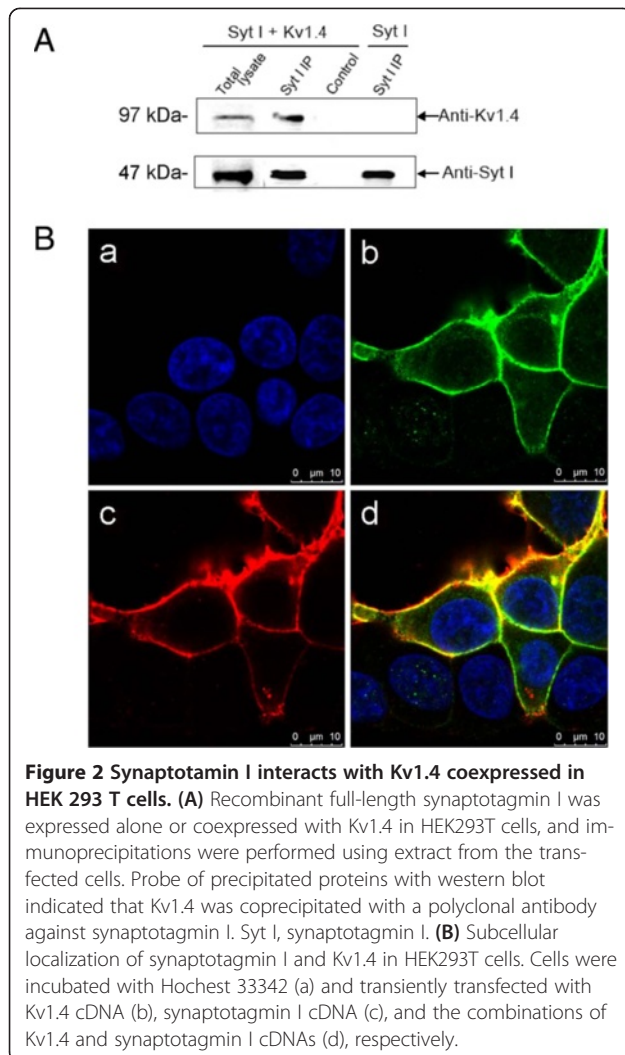 A
Syt I + Kv1.4
Syt I
Total lysate
Syt I IP
Control
Syt I IP
97 kDa-
Anti-Kv1.4
47 kDa-
Anti-Syt I
B
a
b
0 µm 10
0 µm 10
c
d
0 µm 10
0 µm 10
Figure 2 Synaptotamin I interacts with Kv1.4 coexpressed in
HEK 293 T cells. (A) Recombinant full-length synaptotagmin I was
expressed alone or coexpressed with Kv1.4 in HEK293T cells, and im-
munoprecipitations were performed using extract from the trans-
fected cells. Probe of precipitated proteins with western blot
indicated that Kv1.4 was coprecipitated with a polyclonal antibody
against synaptotagmin I. Syt I, synaptotagmin I. (B) Subcellular
localization of synaptotagmin I and Kv1.4 in HEK293T cells. Cells were
incubated with Hochest 33342 (a) and transiently transfected with
Kv1.4 cDNA (b), synaptotagmin I cDNA (c), and the combinations of
Kv1.4 and synaptotagmin I cDNAs (d), respectively.